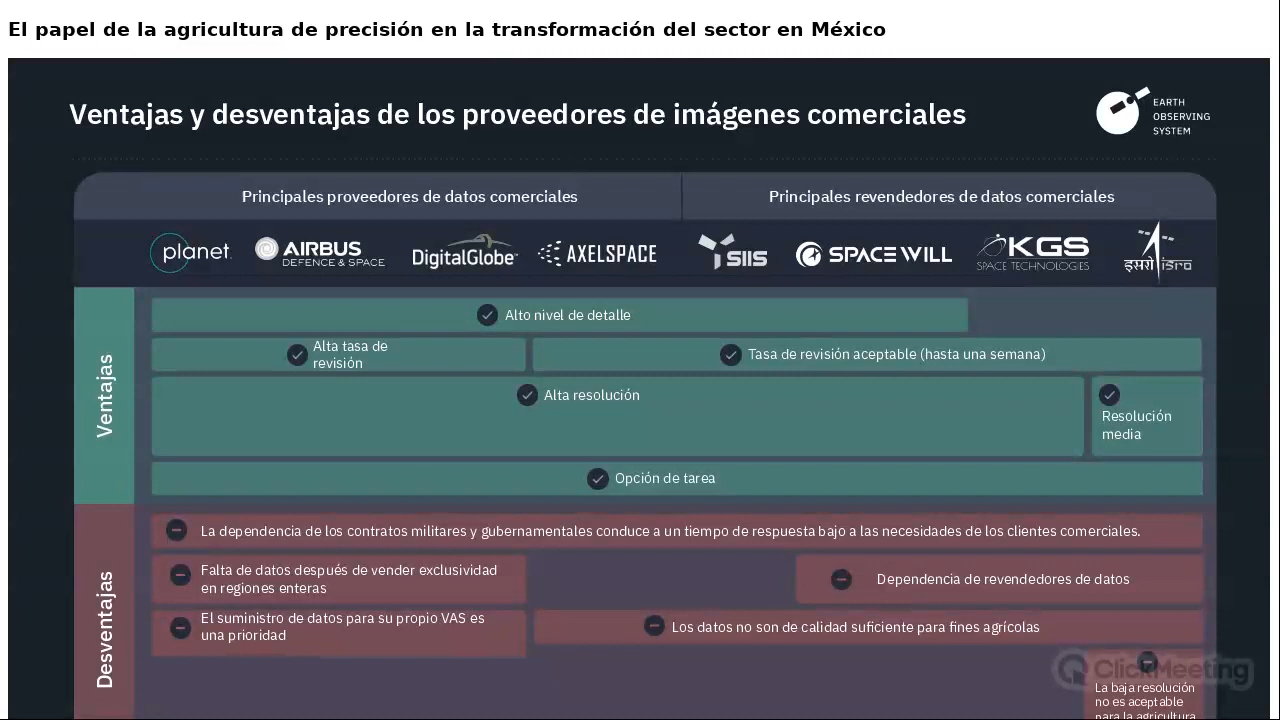 El papel de la agricultura de precisión en la transformación del sector en México
Ventajas y desventajas de los proveedores de imágenes comerciales
EARTH
OBSERVING
SYSTEM
Principales proveedores de datos comerciales
Principales revendedores de datos comerciales
planet.
AIRBUS
DEFENCE & SPACE
DigitalGlobe
AXELSPACE
SIIS
SPACE WILL
KGS
SPACE TECHNOLOGIES
इसरो isro
Ventajas
Alto nivel de detalle
Alta tasa de
revisión
Tasa de revisión aceptable (hasta una semana)
Alta resolución
Resolución
media
Opción de tarea
Desventajas
La dependencia de los contratos militares y gubernamentales conduce a un tiempo de respuesta bajo a las necesidades de los clientes comerciales.
Falta de datos después de vender exclusividad
en regiones enteras
Dependencia de revendedores de datos
El suministro de datos para su propio VAS es
una prioridad
Los datos no son de calidad suficiente para fines agrícolas
ClickMeeting
La baja resolución
no es aceptable
para la agricultura